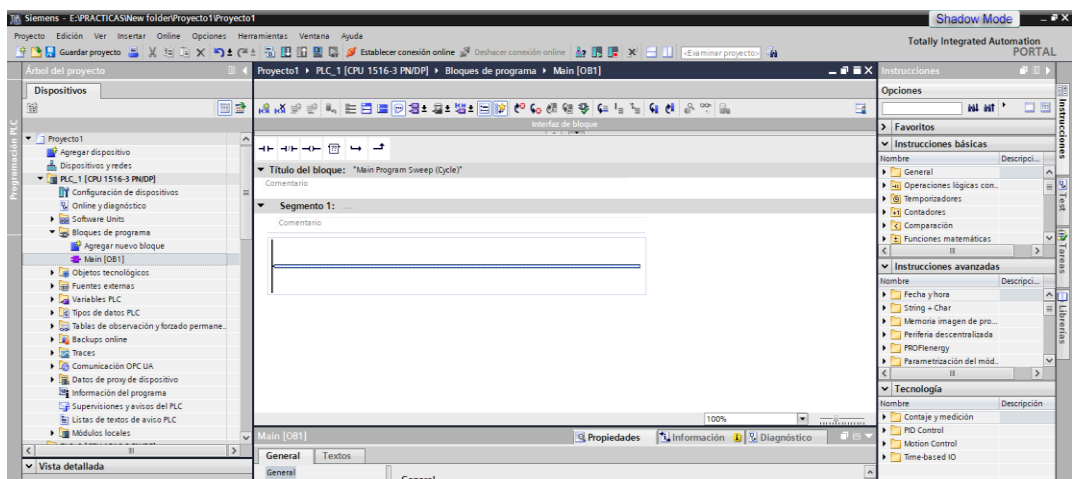 Siemens - E:\PRACTICAS\New folder\Proyecto1\Proyecto1
Shadow Mode
Proyecto Edición Ver Insertar Online Opciones Herramientas Ventana Ayuda
Totally Integrated Automation
PORTAL
Guardar proyecto
Establecer conexión online
Deshacer conexión online
<Examinar proyecto>
Árbol del proyecto
Dispositivos
Programación PLC
Proyecto1
Agregar dispositivo
Dispositivos y redes
PLC_1 [CPU 1516-3 PN/DP]
Configuración de dispositivos
Online y diagnóstico
Software Units
Bloques de programa
Agregar nuevo bloque
Main [OB1]
Objetos tecnológicos
Fuentes externas
Variables PLC
Tipos de datos PLC
Tablas de observación y forzado permane..
Backups online
Traces
Comunicación OPC UA
Datos de proxy de dispositivo
Información del programa
Supervisiones y avisos del PLC
Listas de textos de aviso PLC
Módulos locales
Vista detallada
Proyecto1 PLC_1 [CPU 1516-3 PN/DP] Bloques de programa Main [OB1]
Interfaz de bloque
Título del bloque: "Main Program Sweep (Cycle)"
Comentario
Segmento 1: ....
Comentario
100%
Main [OB1]
Propiedades
Información
Diagnóstico
General Textos
General
General
Instrucciones
Opciones
Favoritos
Instrucciones básicas
Nombre Descripci...
General
Operaciones lógicas con..
Temporizadores
Contadores
Comparación
Funciones matemáticas
Instrucciones avanzadas
Nombre Descripci...
Fecha y hora
String + Char
Memoria imagen de pro...
Periferia descentralizada
PROFIenergy
Parametrización del mód..
Tecnología
Nombre Descripción
Contaje y medición
PID Control
Motion Control
Time-based IO
Instrucciones
Test
Tareas
Librerías